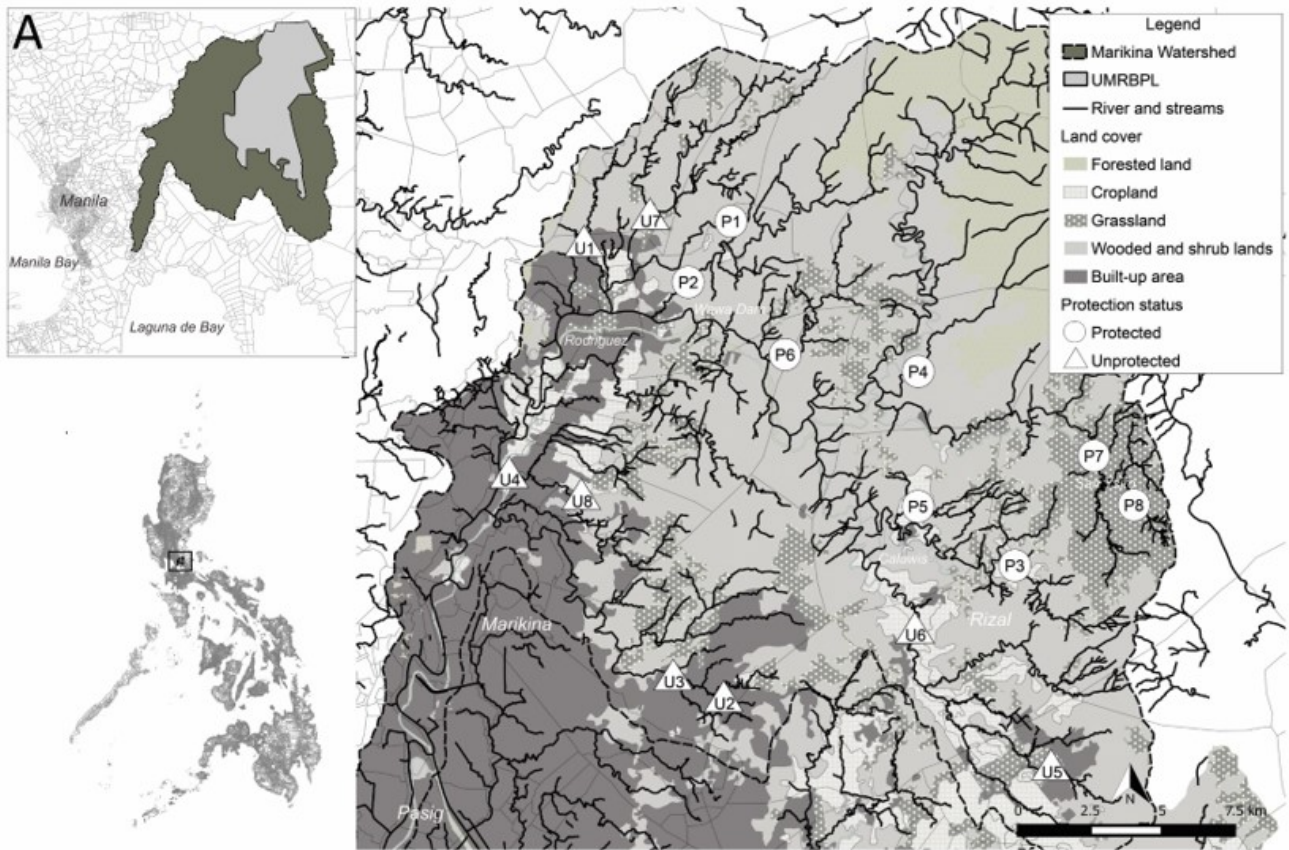 A
Manila
Manila Bay
Laguna de Bay
Legend
Marikina Watershed
UMRBPL
River and streams
Land cover
Forested land
Cropland
Grassland
Wooded and shrub lands
Built-up area
Protection status
Protected
Unprotected
U7
P1
U1
P2
Wawa Dam
Rodriguez
P6
P4
P7
U4
U8
P5
P8
P3
Marikina
U6
Rizal
U3
U2
U5
N
Pasig
0 2.5 5 7.5 km